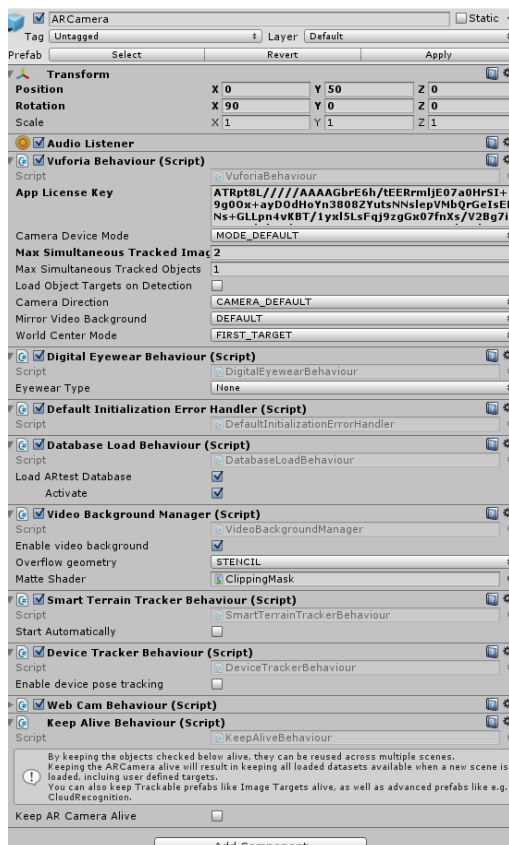 ARCamera Static
Tag Untagged Layer Default
Prefab Select Revert Apply
Transform
Position X 0 Y 50 Z 0
Rotation X 90 Y 0 Z 0
Scale X 1 Y 1 Z 1
Audio Listener
Vuforia Behaviour (Script)
Script VuforiaBehaviour
App License Key
Camera Device Mode MODE_DEFAULT
Max Simultaneous Tracked Imag 2
Max Simultaneous Tracked Objects 1
Load Object Targets on Detection
Camera Direction CAMERA_DEFAULT
Mirror Video Background DEFAULT
World Center Mode FIRST_TARGET
Digital Eyewear Behaviour (Script)
Script DigitalEyewearBehaviour
Eyewear Type None
Default Initialization Error Handler (Script)
Script DefaultInitializationErrorHandler
Database Load Behaviour (Script)
Script DatabaseLoadBehaviour
Load ARtest Database
Activate
Video Background Manager (Script)
Script VideoBackgroundManager
Enable video background
Overflow geometry STENCIL
Matte Shader ClippingMask
Smart Terrain Tracker Behaviour (Script)
Script SmartTerrainTrackerBehaviour
Start Automatically
Device Tracker Behaviour (Script)
Script DeviceTrackerBehaviour
Enable device pose tracking
Web Cam Behaviour (Script)
Keep Alive Behaviour (Script)
Script KeepAliveBehaviour
By keeping the objects checked below alive, they can be reused across multiple scenes.
Keeping the ARCamera alive will result in keeping all loaded datasets available when a new scene is
loaded, incluing user defined targets.
You can also keep Trackable prefabs like Image Targets alive, as well as advanced prefabs like e.g.
CloudRecognition.
Keep AR Camera Alive
Add Component